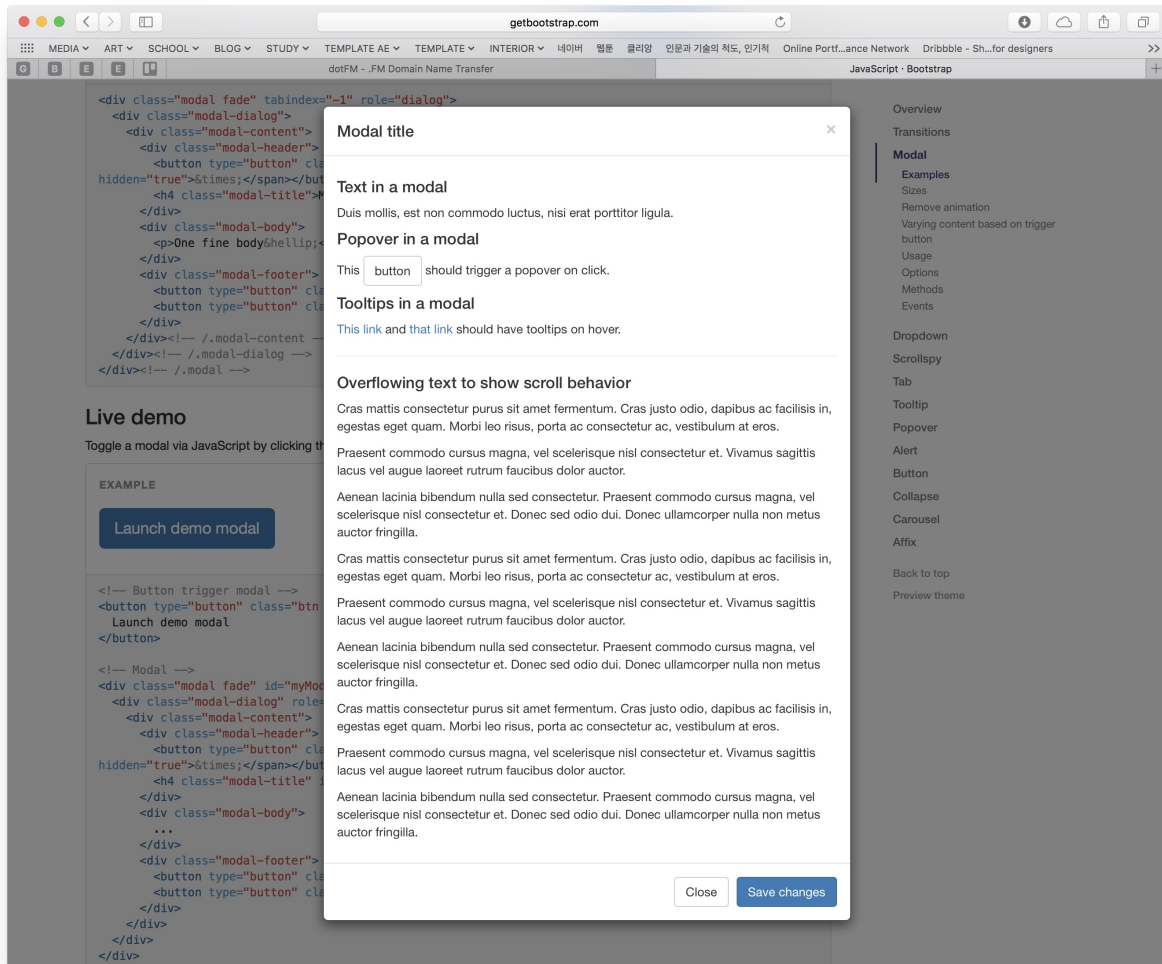 getbootstrap.com
MEDIA ART SCHOOL BLOG STUDY TEMPLATE AE TEMPLATE INTERIOR 네이버 웹툰 클리앙 인문과 기술의 척도, 인기척 Online Portf...ance Network Dribbble - Sh...for designers >>
G B E E dotFM - .FM Domain Name Transfer JavaScript · Bootstrap +
<div class="modal fade" tabindex="-1" role="dialog">
<div class="modal-dialog">
<div class="modal-content">
<div class="modal-header">
<button type="button" cla
hidden="true">&times;</span></but
<h4 class="modal-title">M
</div>
<div class="modal-body">
<p>One fine body&hellip;<
</div>
<div class="modal-footer">
<button type="button" cla
<button type="button" cla
</div>
</div><!-- /.modal-content --
</div><!-- /.modal-dialog -->
</div><!-- /.modal -->
Live demo
Toggle a modal via JavaScript by clicking th
EXAMPLE
Launch demo modal
<!-- Button trigger modal -->
<button type="button" class="btn
Launch demo modal
</button>
<!-- Modal -->
<div class="modal fade" id="myMod
<div class="modal-dialog" role=
<div class="modal-content">
<div class="modal-header">
<button type="button" cla
hidden="true">&times;</span></but
<h4 class="modal-title" i
</div>
<div class="modal-body">
...
</div>
<div class="modal-footer">
<button type="button" cla
<button type="button" cla
</div>
</div>
</div>
</div>
Modal title ×
Text in a modal
Duis mollis, est non commodo luctus, nisi erat porttitor ligula.
Popover in a modal
This button should trigger a popover on click.
Tooltips in a modal
This link and that link should have tooltips on hover.
Overflowing text to show scroll behavior
Cras mattis consectetur purus sit amet fermentum. Cras justo odio, dapibus ac facilisis in,
egestas eget quam. Morbi leo risus, porta ac consectetur ac, vestibulum at eros.
Praesent commodo cursus magna, vel scelerisque nisl consectetur et. Vivamus sagittis
lacus vel augue laoreet rutrum faucibus dolor auctor.
Aenean lacinia bibendum nulla sed consectetur. Praesent commodo cursus magna, vel
scelerisque nisl consectetur et. Donec sed odio dui. Donec ullamcorper nulla non metus
auctor fringilla.
Cras mattis consectetur purus sit amet fermentum. Cras justo odio, dapibus ac facilisis in,
egestas eget quam. Morbi leo risus, porta ac consectetur ac, vestibulum at eros.
Praesent commodo cursus magna, vel scelerisque nisl consectetur et. Vivamus sagittis
lacus vel augue laoreet rutrum faucibus dolor auctor.
Aenean lacinia bibendum nulla sed consectetur. Praesent commodo cursus magna, vel
scelerisque nisl consectetur et. Donec sed odio dui. Donec ullamcorper nulla non metus
auctor fringilla.
Cras mattis consectetur purus sit amet fermentum. Cras justo odio, dapibus ac facilisis in,
egestas eget quam. Morbi leo risus, porta ac consectetur ac, vestibulum at eros.
Praesent commodo cursus magna, vel scelerisque nisl consectetur et. Vivamus sagittis
lacus vel augue laoreet rutrum faucibus dolor auctor.
Aenean lacinia bibendum nulla sed consectetur. Praesent commodo cursus magna, vel
scelerisque nisl consectetur et. Donec sed odio dui. Donec ullamcorper nulla non metus
auctor fringilla.
Close Save changes
Overview
Transitions
Modal
Examples
Sizes
Remove animation
Varying content based on trigger
button
Usage
Options
Methods
Events
Dropdown
Scrollspy
Tab
Tooltip
Popover
Alert
Button
Collapse
Carousel
Affix
Back to top
Preview theme